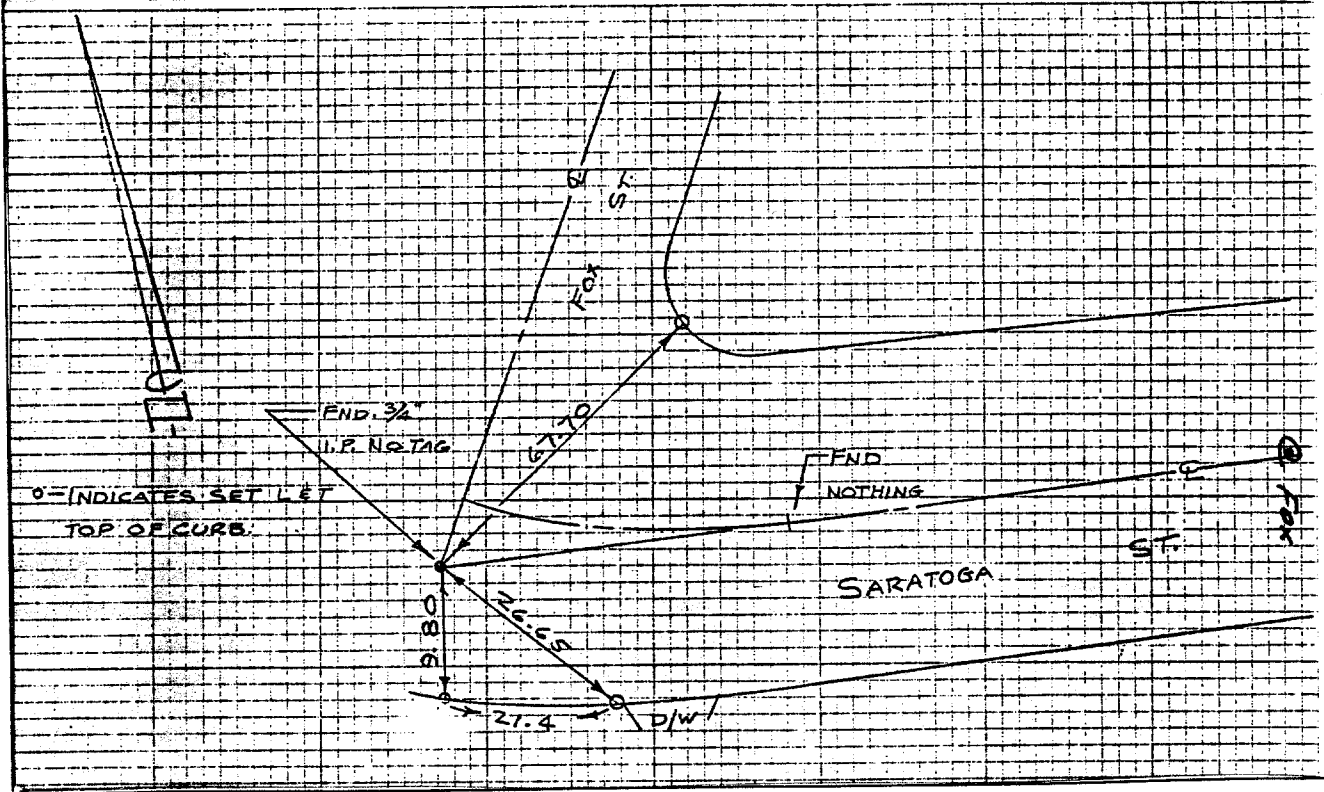 ℄
ST.
FOX
67.70
FND. 3/4"
I.P. NO TAG
FND
NOTHING
℄
@ FOX
O-INDICATES SET L & T
TOP OF CURB.
ST.
SARATOGA
9.80
26.65
27.4
D/W